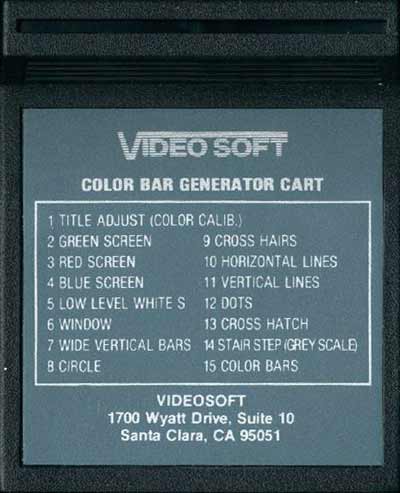 VIDEO SOFT
COLOR BAR GENERATOR CART
1 TITLE ADJUST (COLOR CALIB.)
2 GREEN SCREEN
3 RED SCREEN
4 BLUE SCREEN
5 LOW LEVEL WHITE S
6 WINDOW
7 WIDE VERTICAL BARS
8 CIRCLE
9 CROSS HAIRS
10 HORIZONTAL LINES
11 VERTICAL LINES
12 DOTS
13 CROSS HATCH
14 STAIR STEP (GREY SCALE)
15 COLOR BARS
VIDEOSOFT
1700 Wyatt Drive, Suite 10
Santa Clara, CA 95051